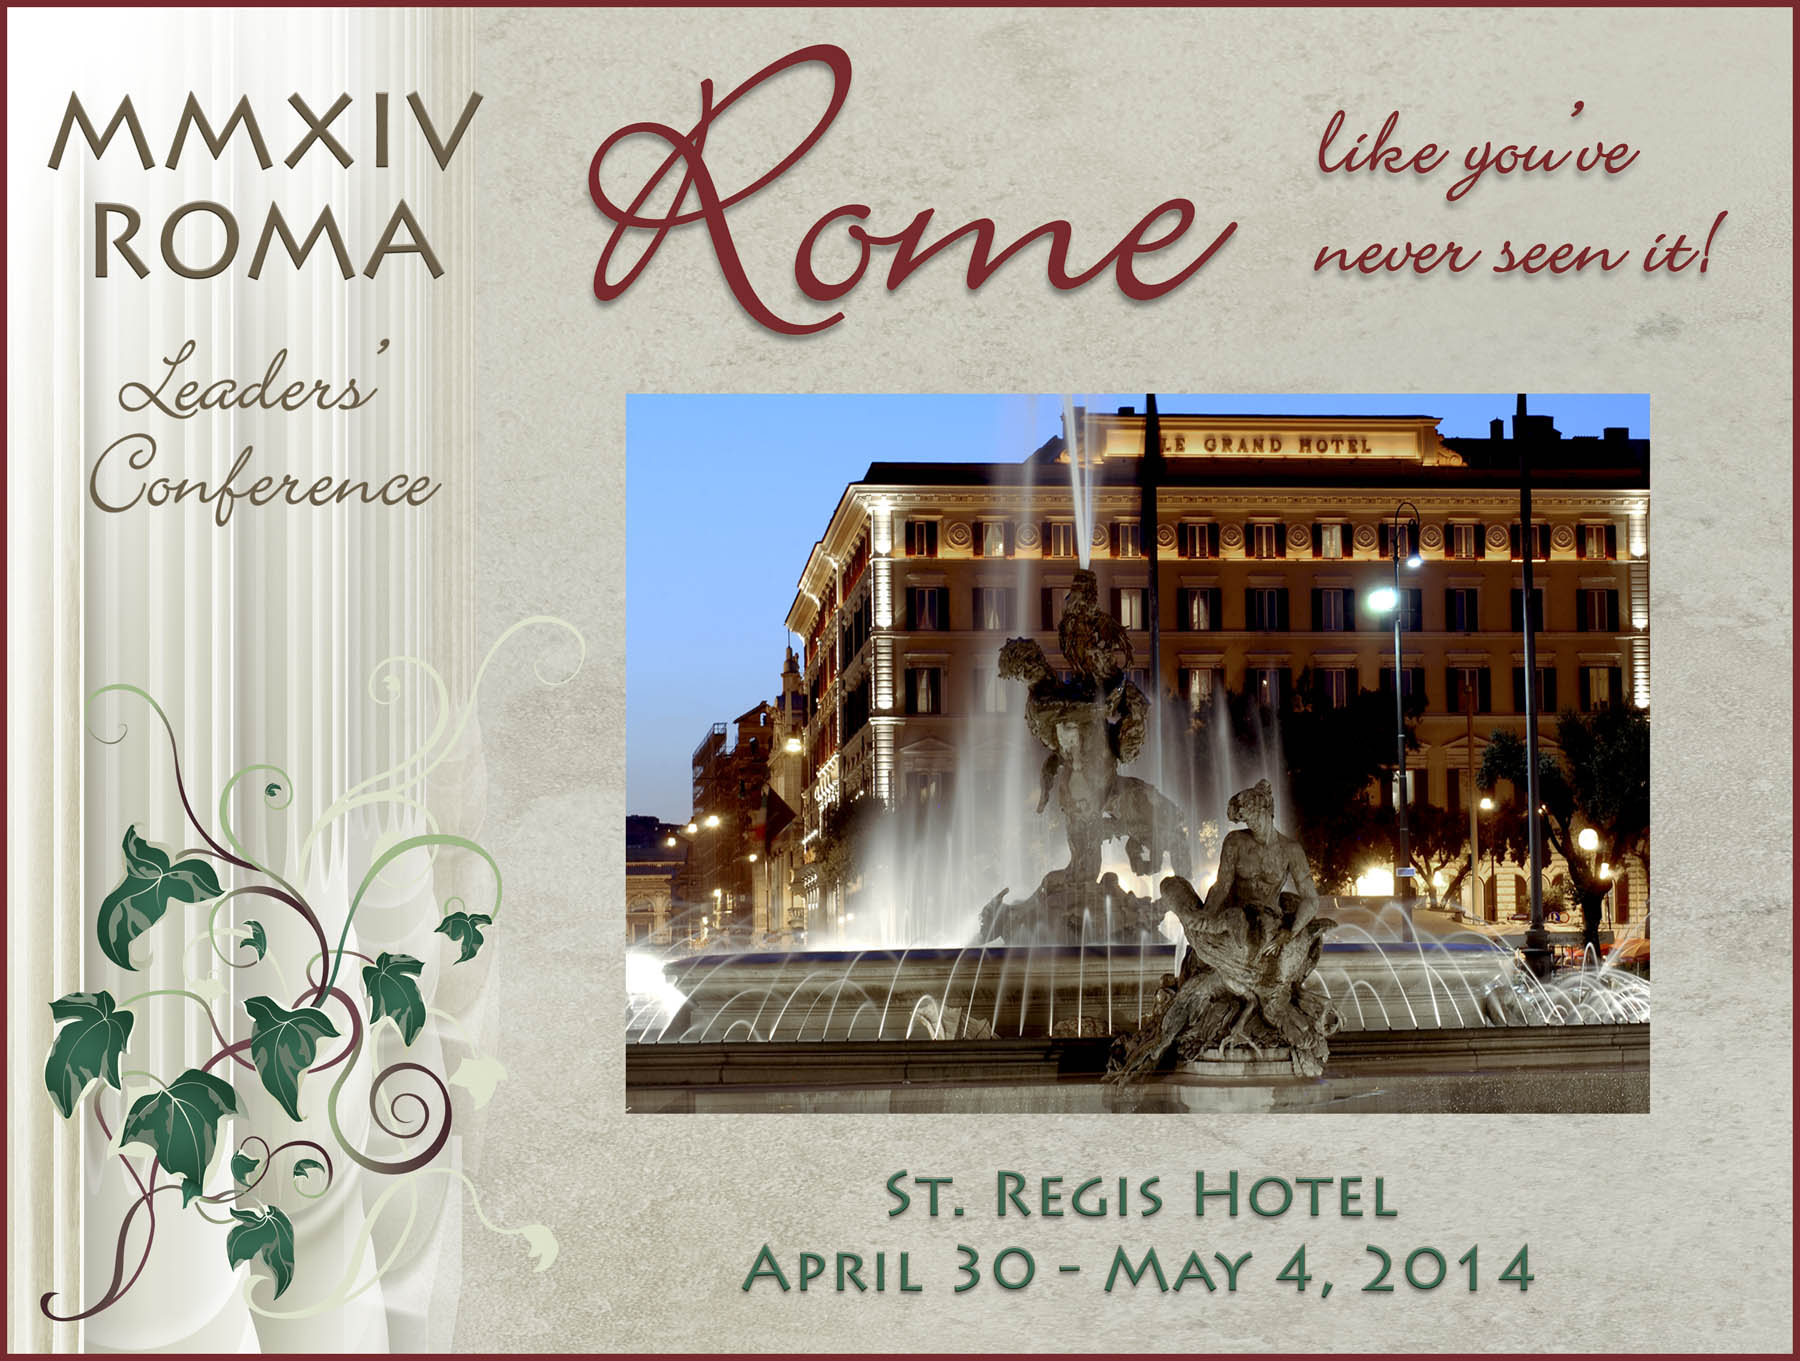 MMXIV
ROMA
Leaders'
Conference
Rome
like you've
never seen it!
LE GRAND HOTEL
St. Regis Hotel
April 30 - May 4, 2014